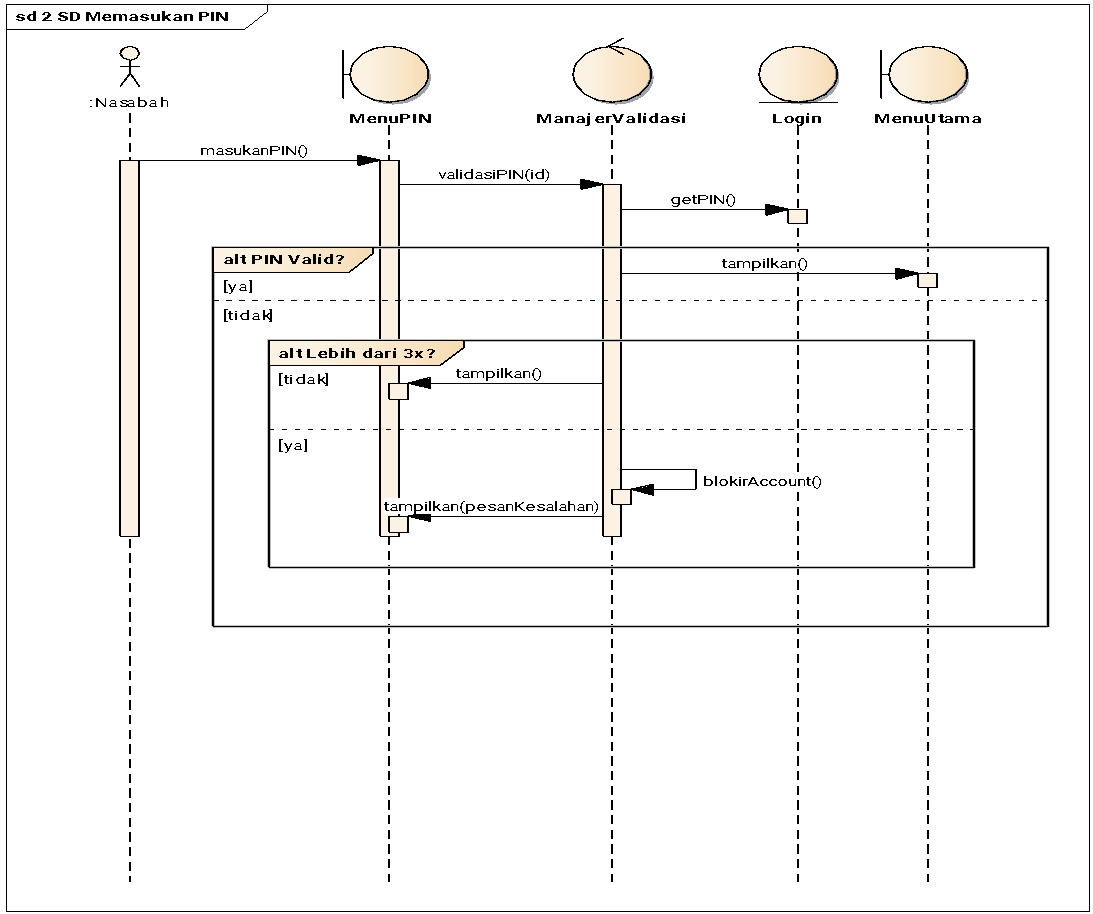 sd 2 SD Memasukan PIN
:Nasabah
MenuPIN
ManajerValidasi
Login
MenuUtama
masukanPIN()
validasiPIN(id)
getPIN()
alt PIN Valid?
tampilkan()
[ya]
[tidak]
alt Lebih dari 3x?
[tidak]
tampilkan()
[ya]
blokirAccount()
tampilkan(pesanKesalahan)